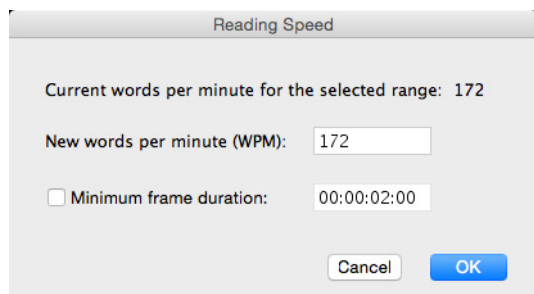 Reading Speed
Current words per minute for the selected range: 172
New words per minute (WPM): 172
Minimum frame duration: 00:00:02:00
Cancel OK